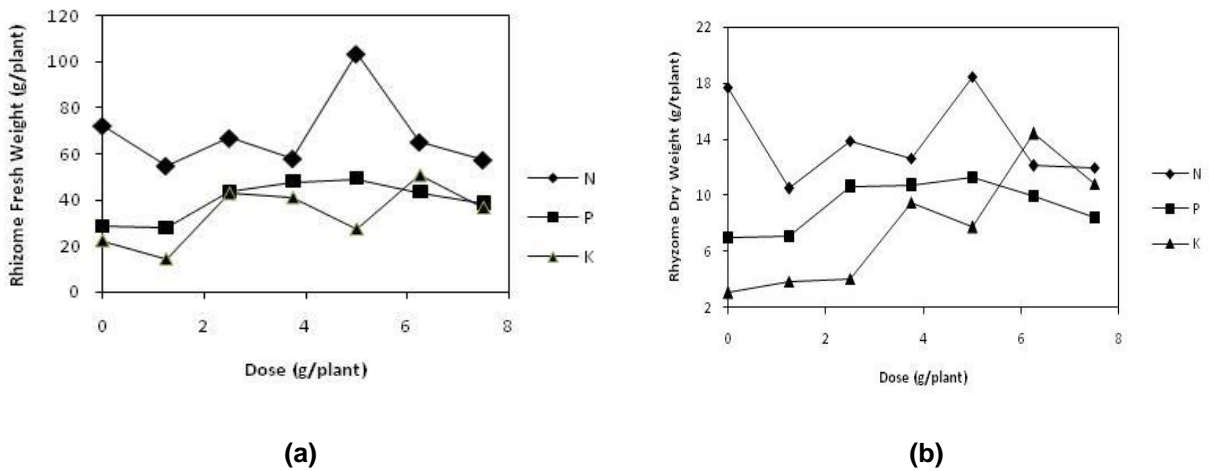 Rhizome Fresh Weight (g/plant)
120
100
80
60
40
20
0
0 2 4 6 8
Dose (g/plant)
N
P
K
(a)
Rhyzome Dry Weight (g/tplant)
22
18
14
10
6
2
0 2 4 6 8
Dose (g/plant)
N
P
K
(b)